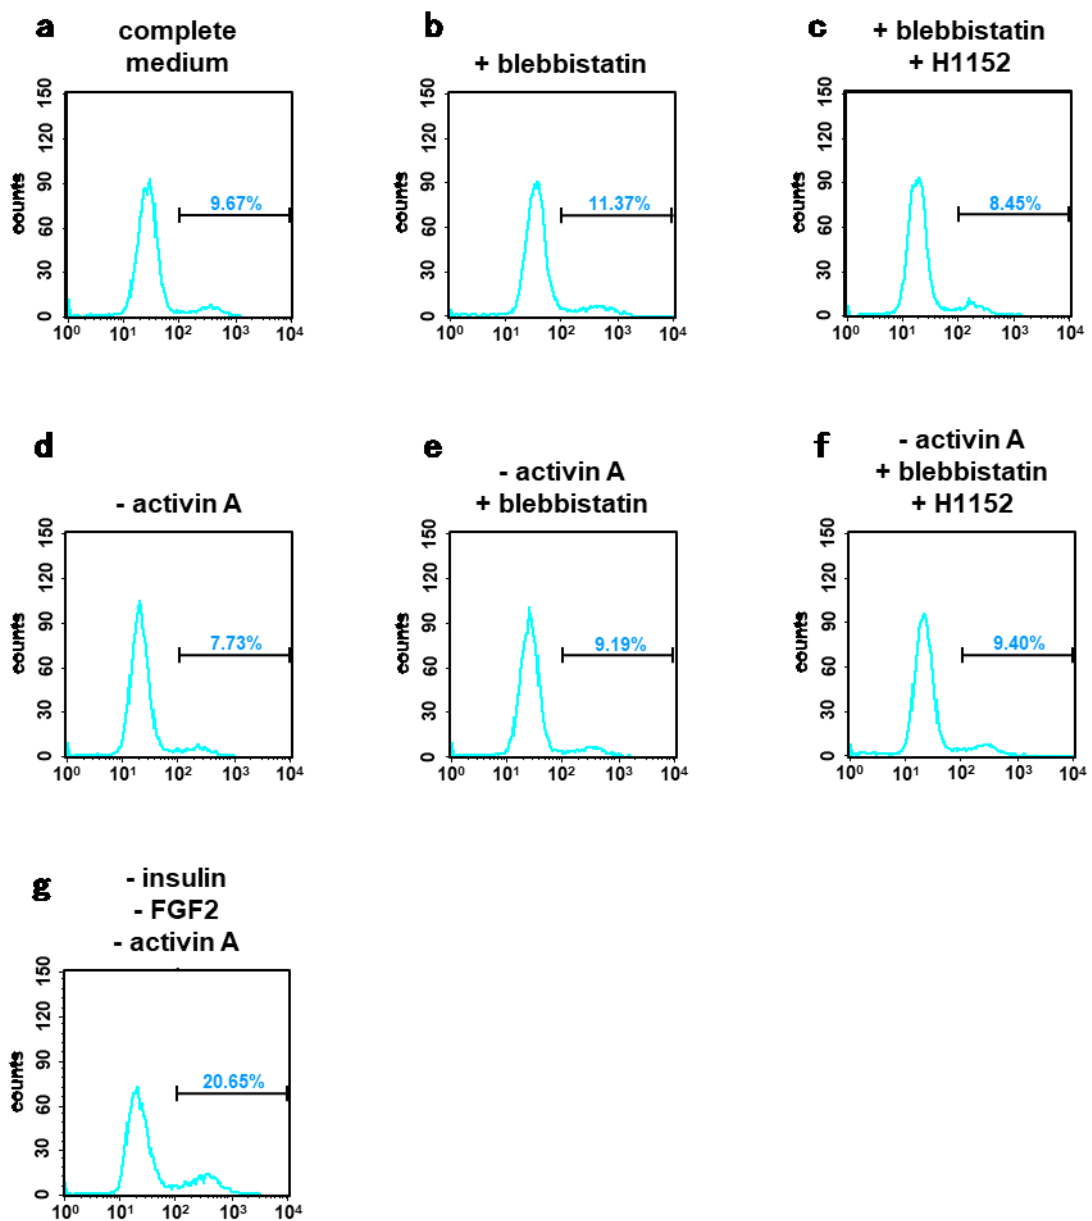 a
complete
medium
150
120
90
60
30
0
counts
9.67%
10⁰ 10¹ 10² 10³ 10⁴
b
+ blebbistatin
150
120
90
60
30
0
counts
11.37%
10⁰ 10¹ 10² 10³ 10⁴
c
+ blebbistatin
+ H1152
150
120
90
60
30
0
counts
8.45%
10⁰ 10¹ 10² 10³ 10⁴
d
- activin A
150
120
90
60
30
0
counts
7.73%
10⁰ 10¹ 10² 10³ 10⁴
e
- activin A
+ blebbistatin
150
120
90
60
30
0
counts
9.19%
10⁰ 10¹ 10² 10³ 10⁴
f
- activin A
+ blebbistatin
+ H1152
150
120
90
60
30
0
counts
9.40%
10⁰ 10¹ 10² 10³ 10⁴
g
- insulin
- FGF2
- activin A
150
120
90
60
30
0
counts
20.65%
10⁰ 10¹ 10² 10³ 10⁴